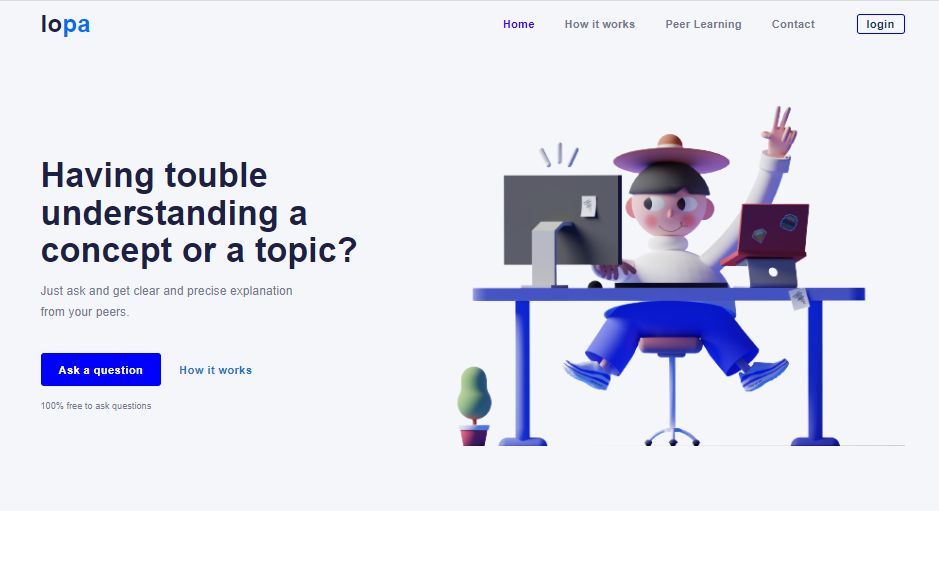 lopa
Home How it works Peer Learning Contact login
Having touble
understanding a
concept or a topic?
Just ask and get clear and precise explanation
from your peers.
Ask a question How it works
100% free to ask questions